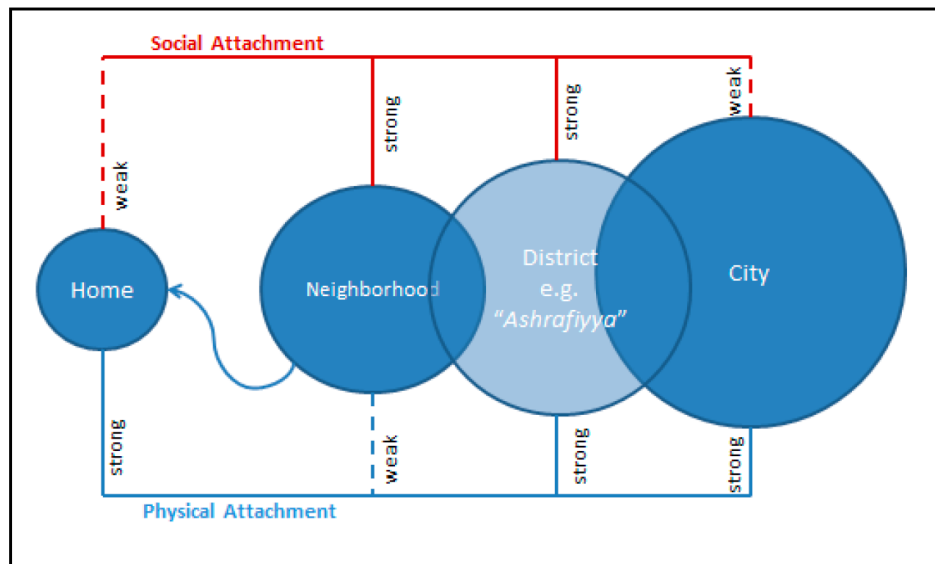 Social Attachment
weak
strong
strong
weak
Home
Neighborhood
District
e.g.
“Ashrafiyya”
City
strong
weak
strong
strong
Physical Attachment